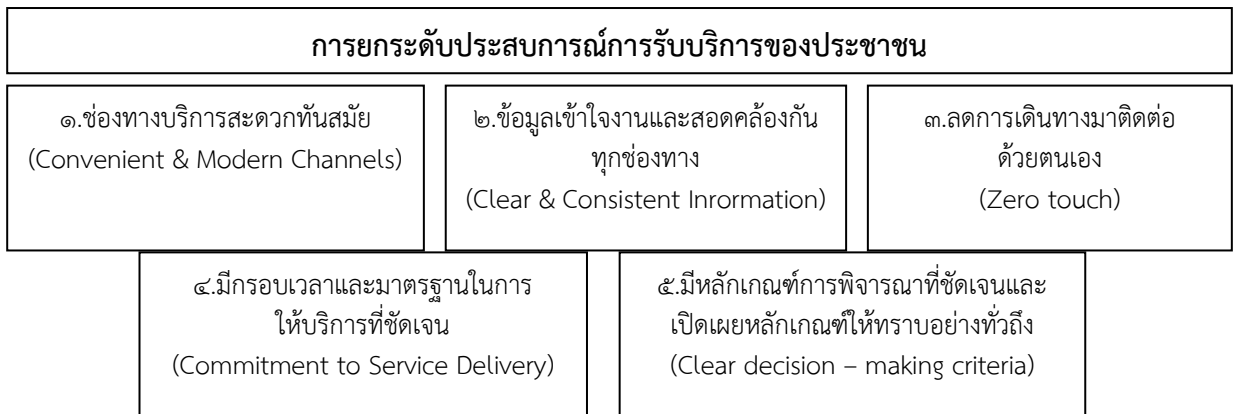 การยกระดับประสบการณ์การรับบริการของประชาชน
๑.ช่องทางบริการสะดวกทันสมัย
(Convenient & Modern Channels)
๒.ข้อมูลเข้าใจงานและสอดคล้องกัน
ทุกช่องทาง
(Clear & Consistent Inrormation)
๓.ลดการเดินทางมาติดต่อ
ด้วยตนเอง
(Zero touch)
๔.มีกรอบเวลาและมาตรฐานในการ
ให้บริการที่ชัดเจน
(Commitment to Service Delivery)
๕.มีหลักเกณฑ์การพิจารณาที่ชัดเจนและ
เปิดเผยหลักเกณฑ์ให้ทราบอย่างทั่วถึง
(Clear decision – making criteria)